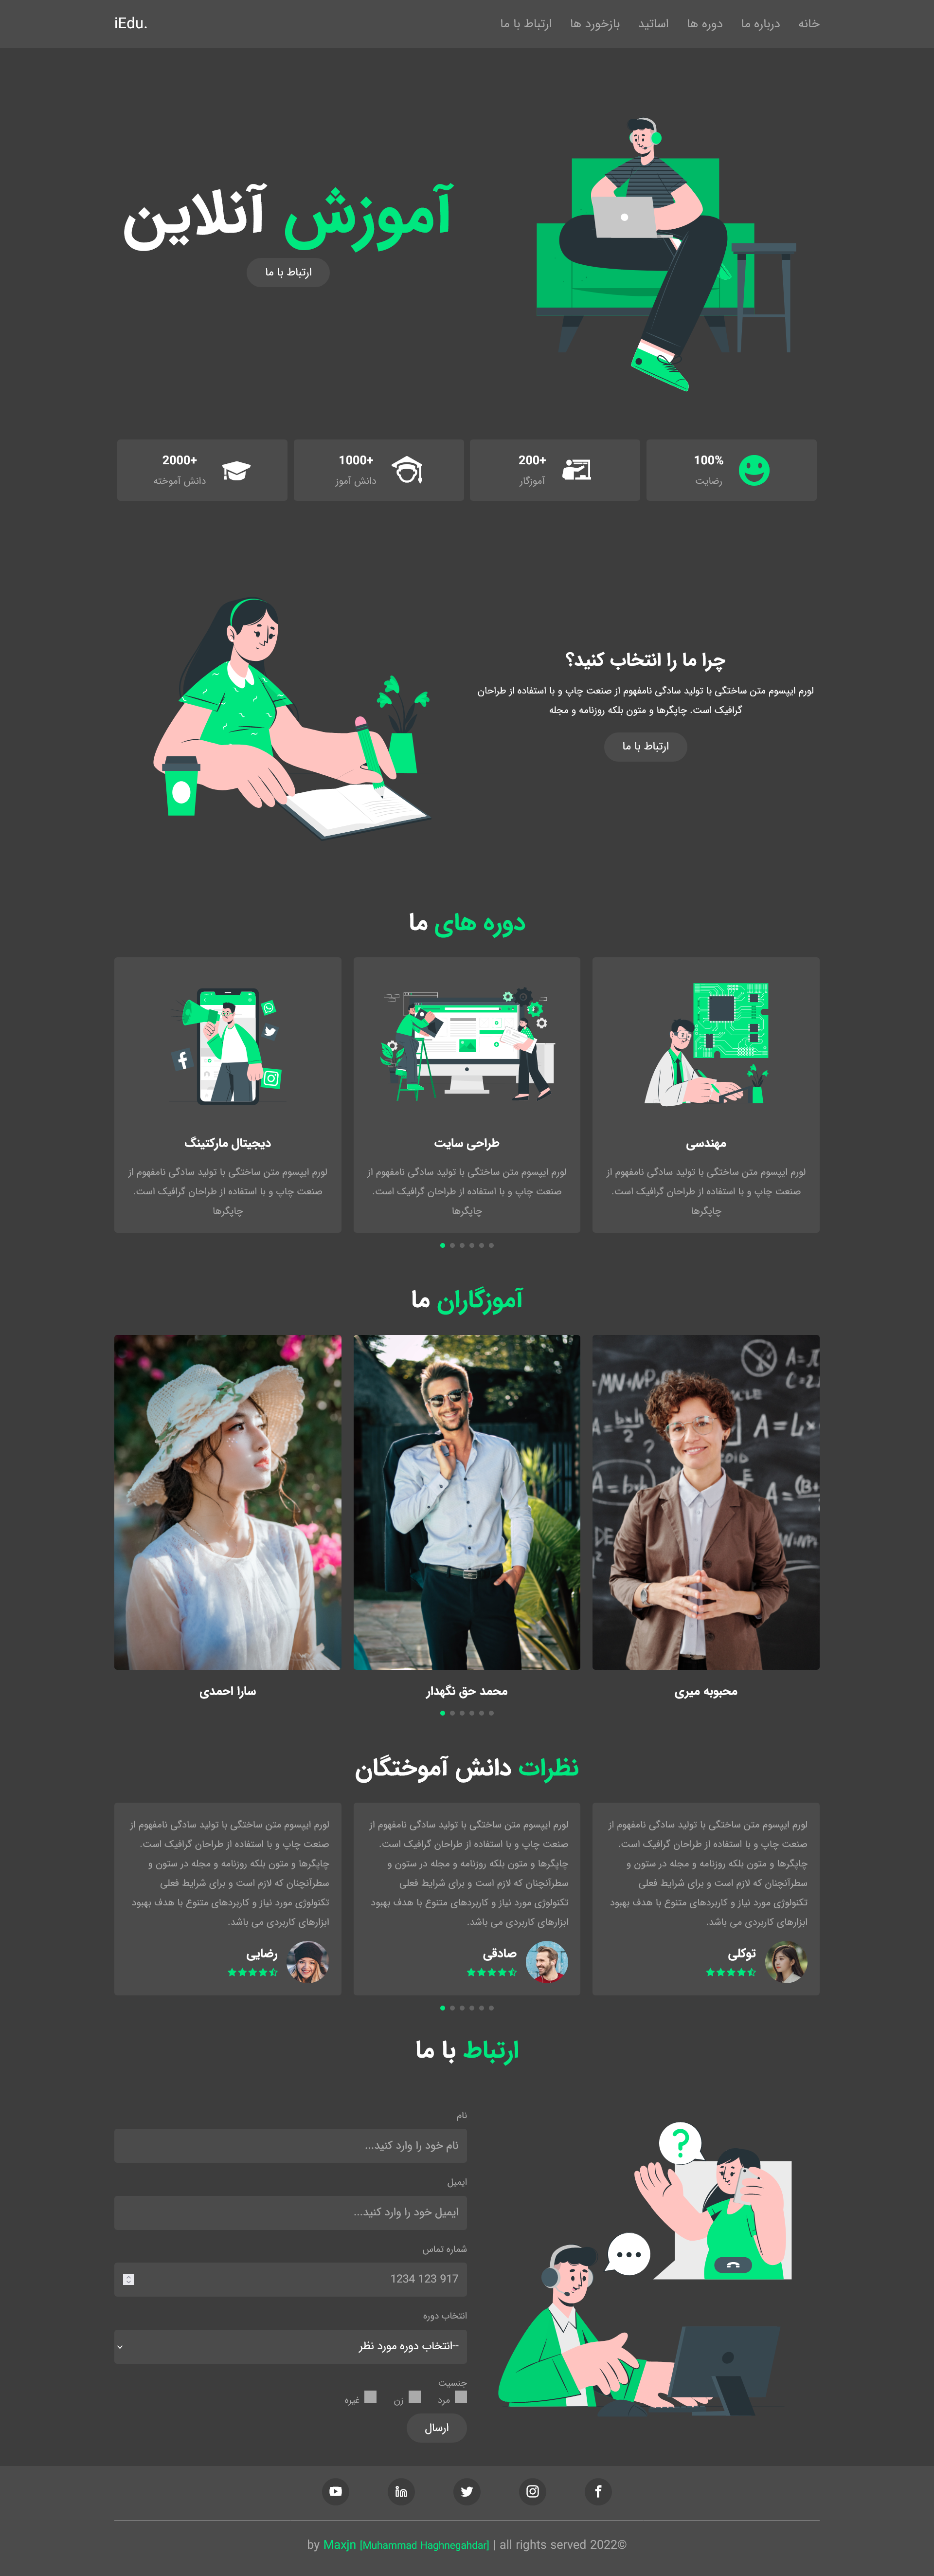 iEdu.
خانه
درباره ما
دوره ها
اساتید
بازخورد ها
ارتباط با ما
آموزش آنلاین
ارتباط با ما
100%
رضایت
200+
آموزگار
1000+
دانش آموز
2000+
دانش آموخته
چرا ما را انتخاب کنید؟
لورم ایپسوم متن ساختگی با تولید سادگی نامفهوم از صنعت چاپ و با استفاده از طراحان
گرافیک است. چاپگرها و متون بلکه روزنامه و مجله
ارتباط با ما
دوره های ما
مهندسی
لورم ایپسوم متن ساختگی با تولید سادگی نامفهوم از
صنعت چاپ و با استفاده از طراحان گرافیک است.
چاپگرها
طراحی سایت
لورم ایپسوم متن ساختگی با تولید سادگی نامفهوم از
صنعت چاپ و با استفاده از طراحان گرافیک است.
چاپگرها
دیجیتال مارکتینگ
لورم ایپسوم متن ساختگی با تولید سادگی نامفهوم از
صنعت چاپ و با استفاده از طراحان گرافیک است.
چاپگرها
آموزگاران ما
محبوبه میری
محمد حق نگهدار
سارا احمدی
نظرات دانش آموختگان
لورم ایپسوم متن ساختگی با تولید سادگی نامفهوم از
صنعت چاپ و با استفاده از طراحان گرافیک است.
چاپگرها و متون بلکه روزنامه و مجله در ستون و
سطرآنچنان که لازم است و برای شرایط فعلی
تکنولوژی مورد نیاز و کاربردهای متنوع با هدف بهبود
ابزارهای کاربردی می باشد.
توکلی
لورم ایپسوم متن ساختگی با تولید سادگی نامفهوم از
صنعت چاپ و با استفاده از طراحان گرافیک است.
چاپگرها و متون بلکه روزنامه و مجله در ستون و
سطرآنچنان که لازم است و برای شرایط فعلی
تکنولوژی مورد نیاز و کاربردهای متنوع با هدف بهبود
ابزارهای کاربردی می باشد.
صادقی
لورم ایپسوم متن ساختگی با تولید سادگی نامفهوم از
صنعت چاپ و با استفاده از طراحان گرافیک است.
چاپگرها و متون بلکه روزنامه و مجله در ستون و
سطرآنچنان که لازم است و برای شرایط فعلی
تکنولوژی مورد نیاز و کاربردهای متنوع با هدف بهبود
ابزارهای کاربردی می باشد.
رضایی
ارتباط با ما
نام
نام خود را وارد کنید...
ایمیل
ایمیل خود را وارد کنید...
شماره تماس
1234 123 917
انتخاب دوره
--انتخاب دوره مورد نظر
جنسیت
مرد
زن
غیره
ارسال
by Maxjn [Muhammad Haghnegahdar] | all rights served 2022©